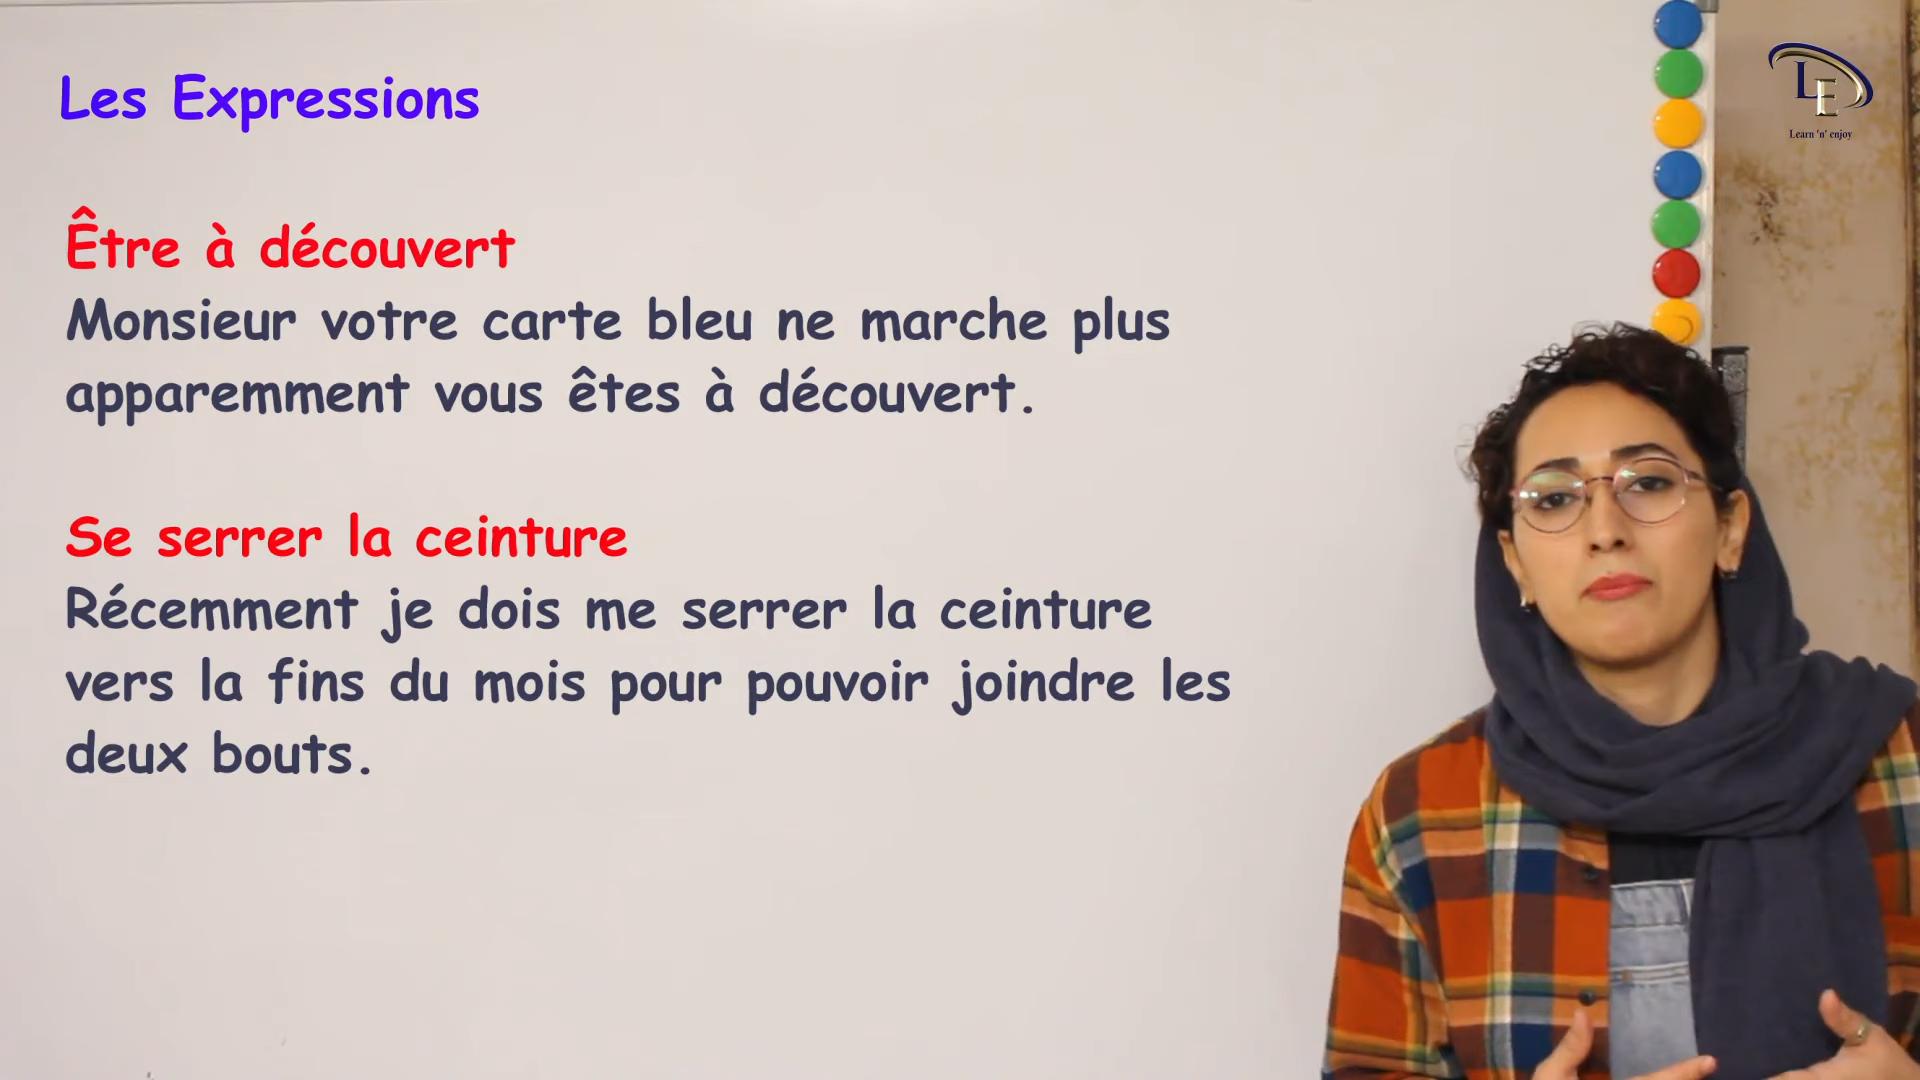 Les Expressions
Être à découvert
Monsieur votre carte bleu ne marche plus
apparemment vous êtes à découvert.
Se serrer la ceinture
Récemment je dois me serrer la ceinture
vers la fins du mois pour pouvoir joindre les
deux bouts.
LE
Learn 'n' enjoy